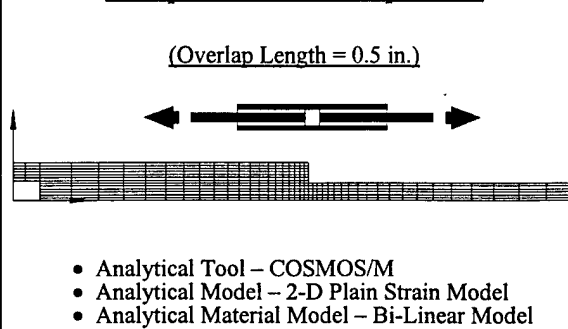 (Overlap Length = 0.5 in.)
• Analytical Tool – COSMOS/M
• Analytical Model – 2-D Plain Strain Model
• Analytical Material Model – Bi-Linear Model